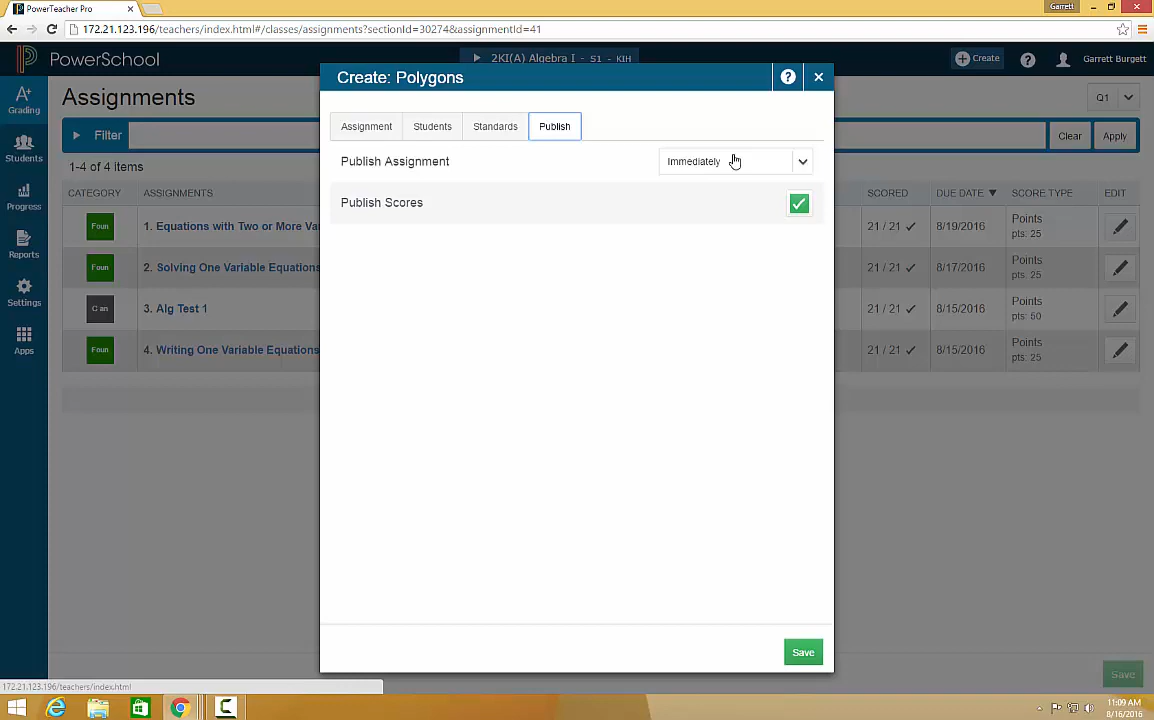 PowerTeacher Pro
Garrett
172.21.123.196/teachers/index.html#/classes/assignments?sectionId=30274&assignmentId=41
PowerSchool
2KI(A) Algebra I - S1 - KIH
Create
Garrett Burgett
Create: Polygons
A+
Grading
Assignments
Q1
Assignment
Students
Standards
Publish
Filter
Clear
Apply
Students
1-4 of 4 items
Publish Assignment
Immediately
CATEGORY
ASSIGNMENTS
SCORED
DUE DATE
SCORE TYPE
EDIT
Progress
Publish Scores
Foun
1. Equations with Two or More Va
21 / 21
8/19/2016
Points
pts: 25
Reports
Foun
2. Solving One Variable Equations
21 / 21
8/17/2016
Points
pts: 25
Settings
C an
3. Alg Test 1
21 / 21
8/15/2016
Points
pts: 50
Apps
Foun
4. Writing One Variable Equations
21 / 21
8/15/2016
Points
pts: 25
Save
Save
172.21.123.196/teachers/index.html
11:09 AM
8/16/2016